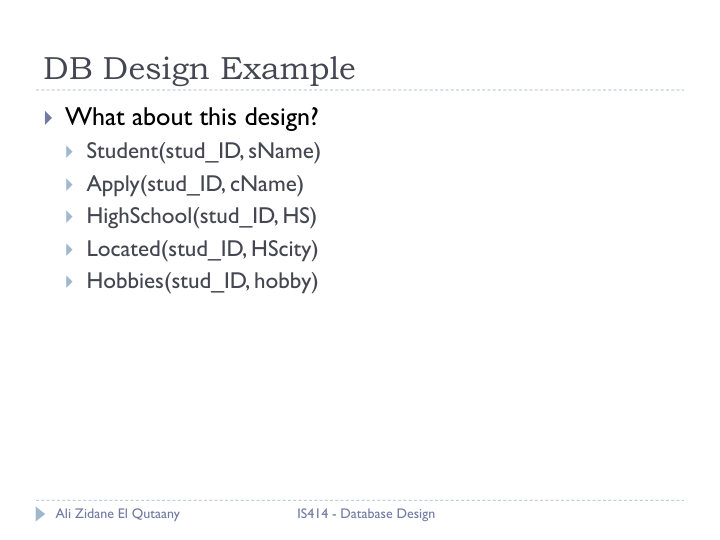 DB Design Example
What about this design?
Student(stud_ID, sName)
Apply(stud_ID, cName)
HighSchool(stud_ID, HS)
Located(stud_ID, HScity)
Hobbies(stud_ID, hobby)
Ali Zidane El Qutaany IS414 - Database Design